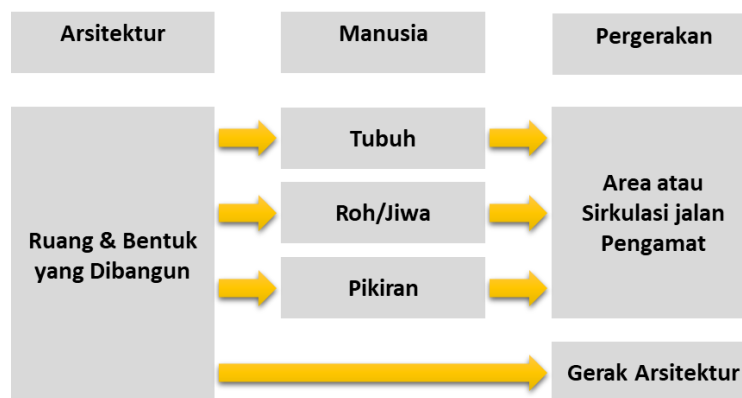 Arsitektur
Manusia
Pergerakan
Ruang & Bentuk
yang Dibangun
Tubuh
Roh/Jiwa
Pikiran
Area atau
Sirkulasi jalan
Pengamat
Gerak Arsitektur